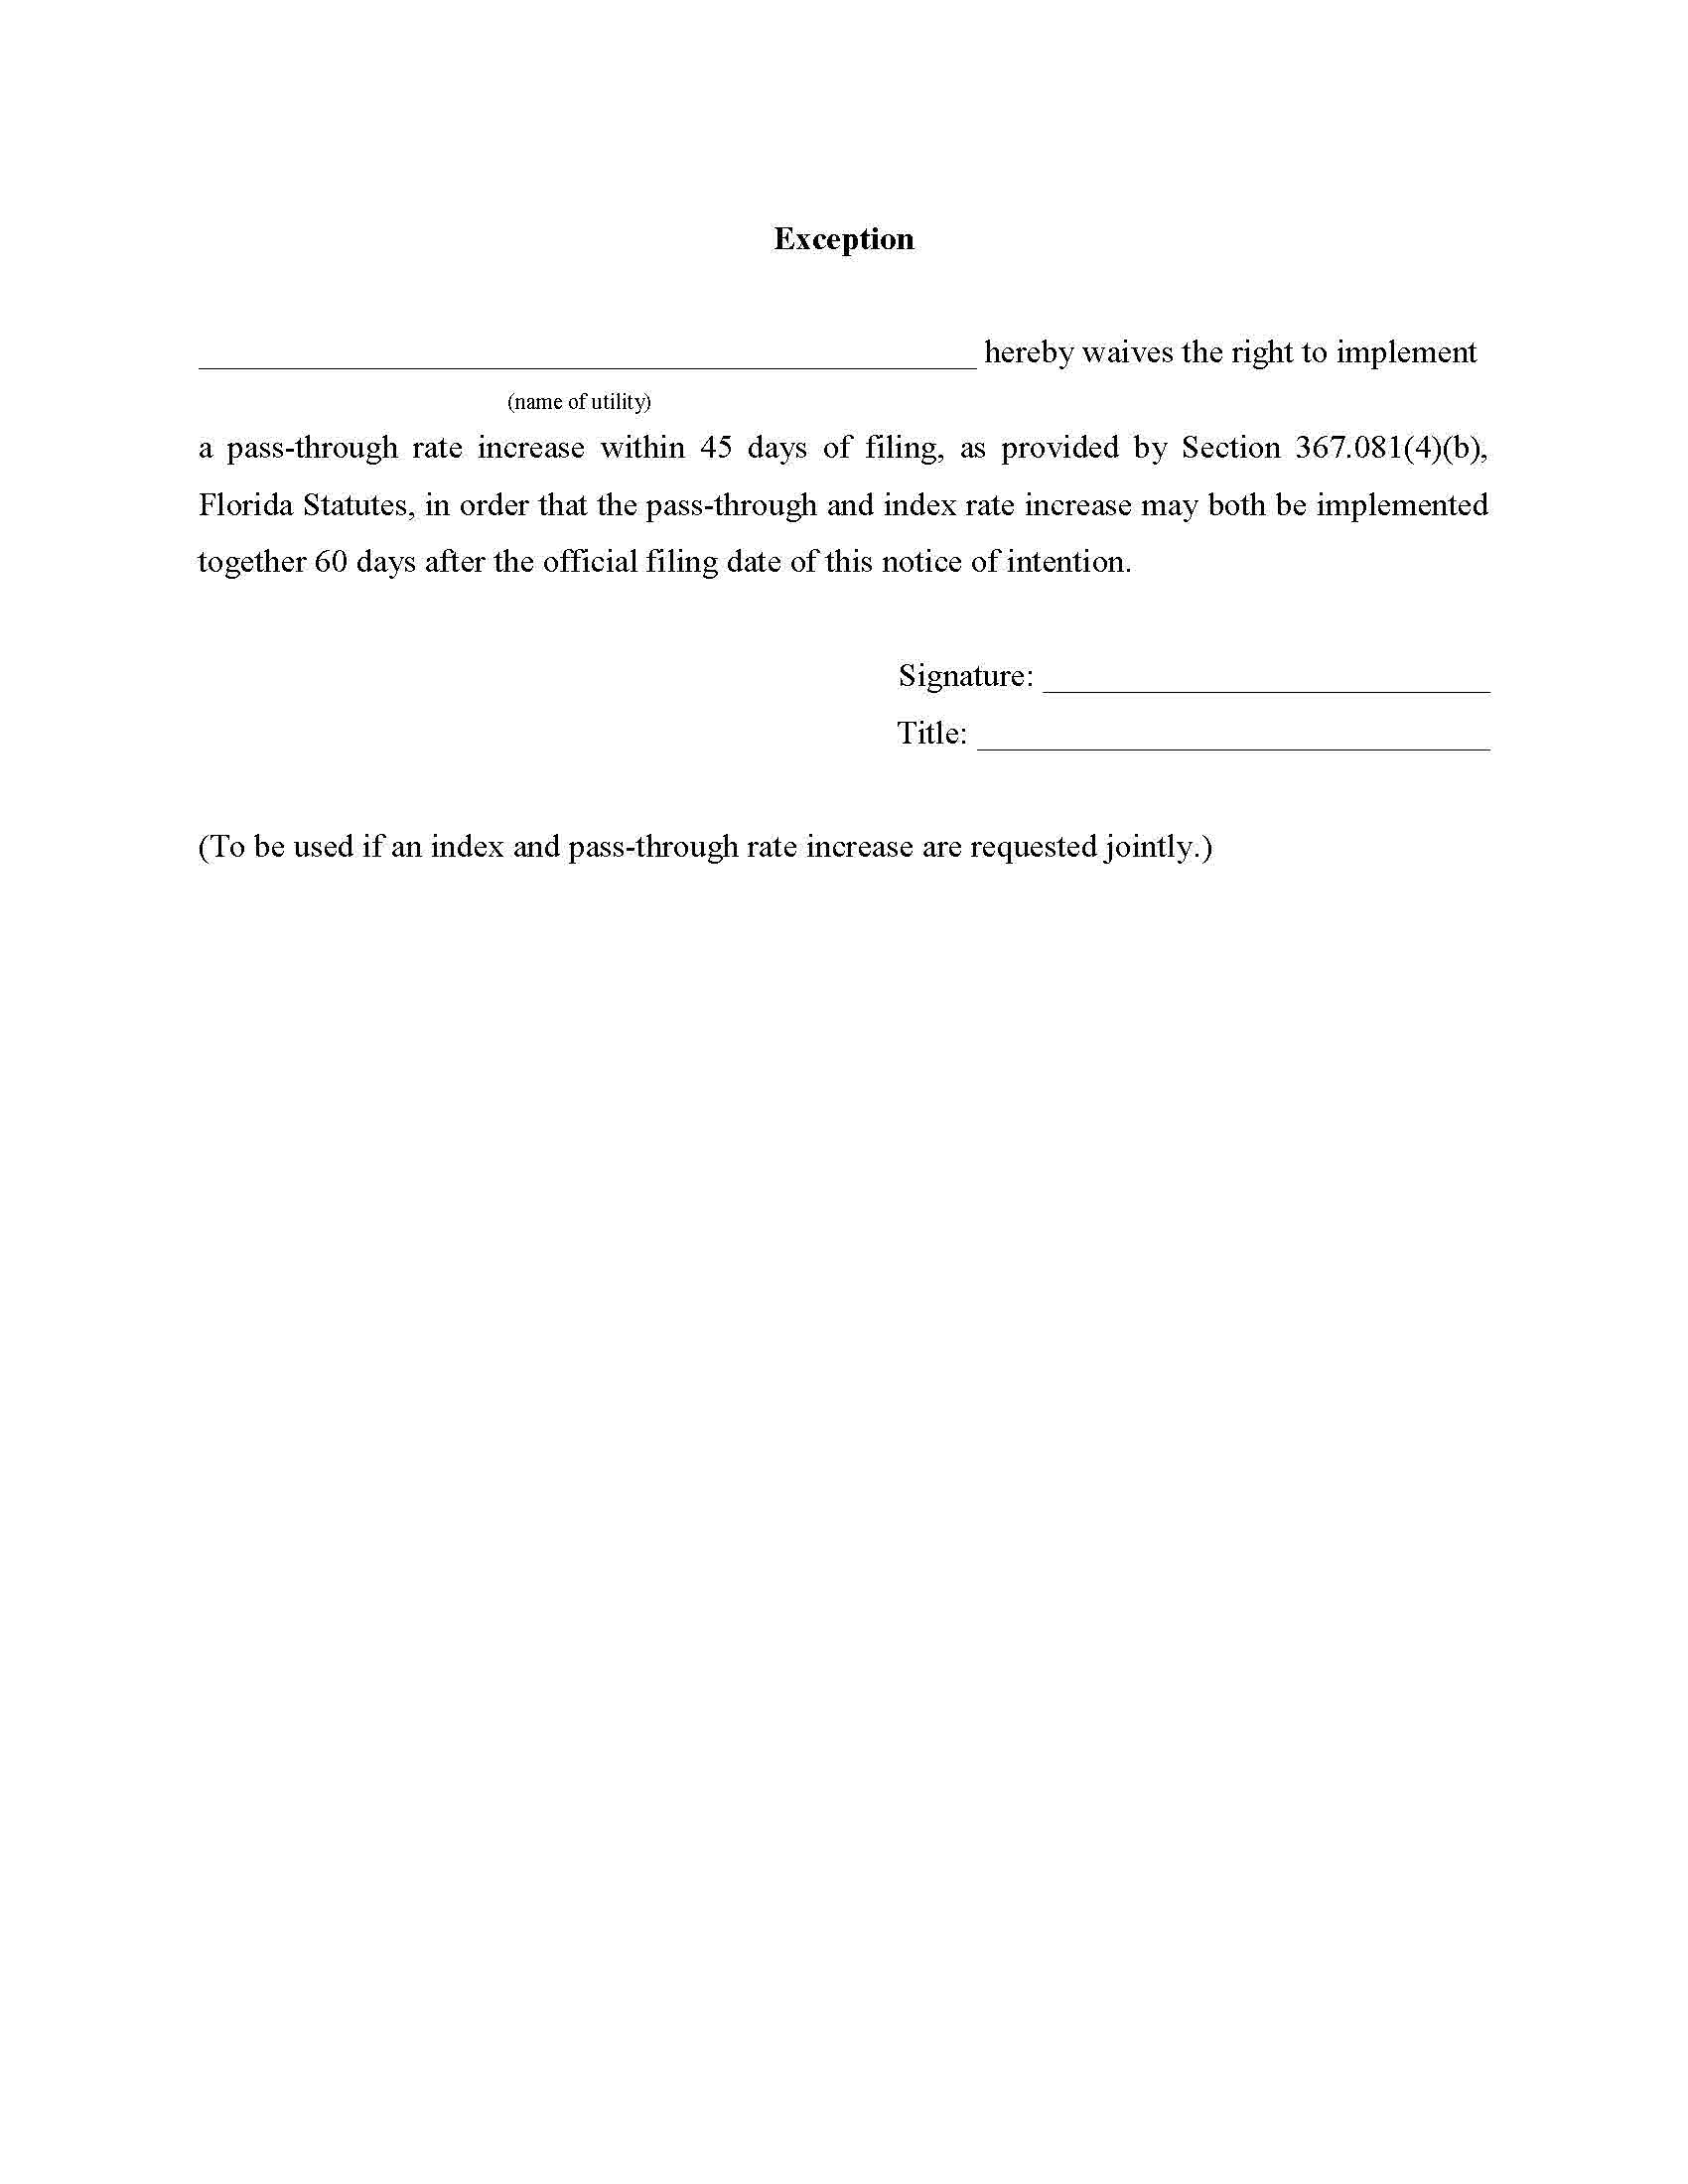 Exception
______________________________________________ hereby waives the right to implement
(name of utility)
a pass-through rate increase within 45 days of filing, as provided by Section 367.081(4)(b),
Florida Statutes, in order that the pass-through and index rate increase may both be implemented
together 60 days after the official filing date of this notice of intention.
Signature: ___________________________
Title: _______________________________
(To be used if an index and pass-through rate increase are requested jointly.)